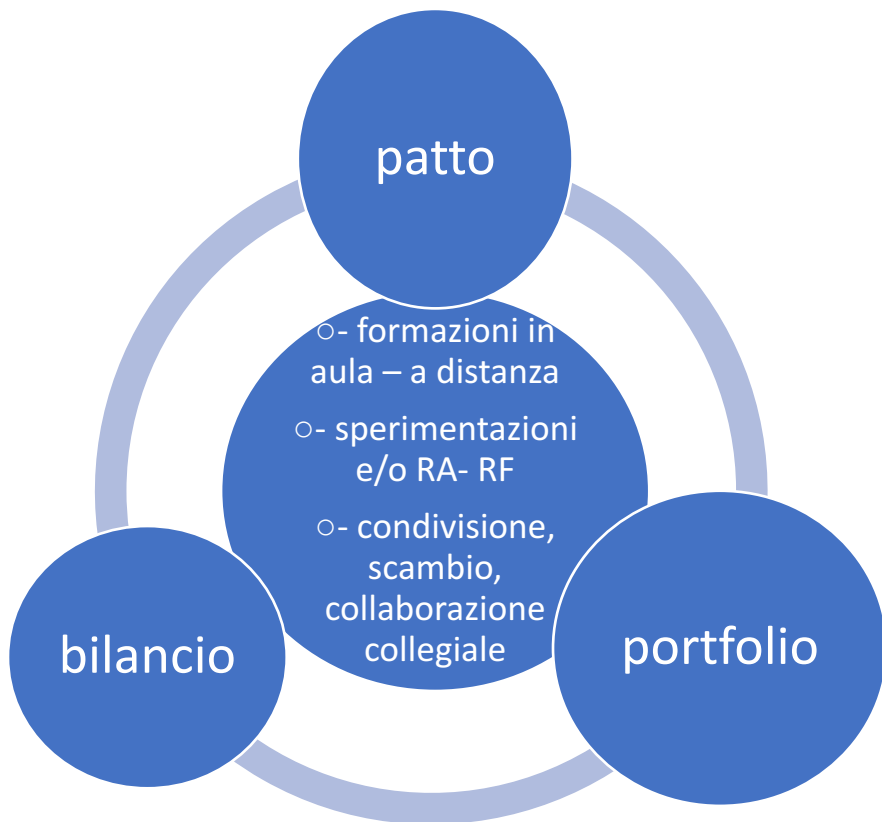 patto
○- formazioni in
aula – a distanza
○- sperimentazioni
e/o RA- RF
○- condivisione,
scambio,
collaborazione
collegiale
bilancio
portfolio